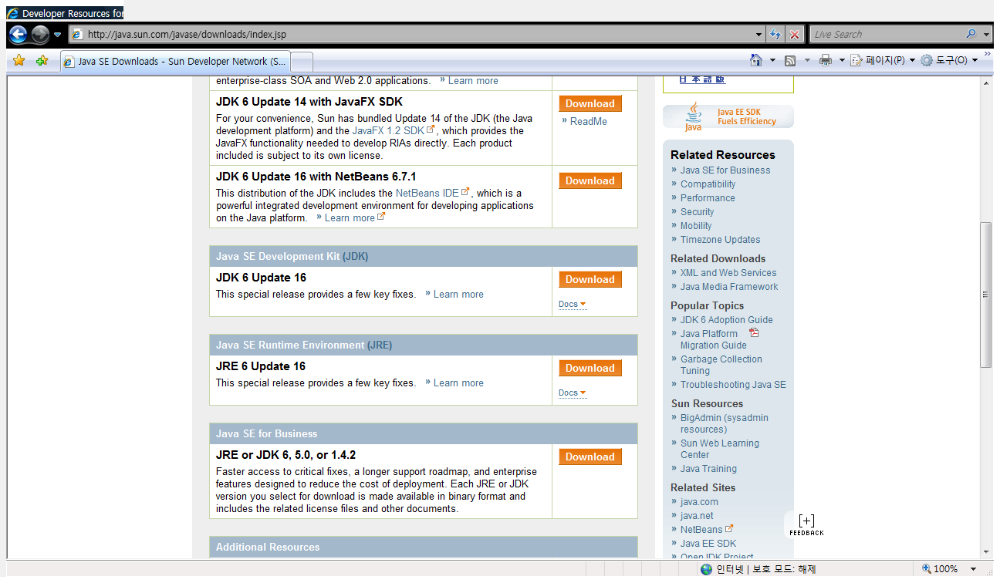 Developer Resources for
http://java.sun.com/javase/downloads/index.jsp
Live Search
Java SE Downloads - Sun Developer Network (S...
페이지(P)
도구(O)
enterprise-class SOA and Web 2.0 applications. » Learn more
JDK 6 Update 14 with JavaFX SDK
For your convenience, Sun has bundled Update 14 of the JDK (the Java
development platform) and the JavaFX 1.2 SDK, which provides the
JavaFX functionality needed to develop RIAs directly. Each product
included is subject to its own license.
Download
» ReadMe
JDK 6 Update 16 with NetBeans 6.7.1
This distribution of the JDK includes the NetBeans IDE, which is a
powerful integrated development environment for developing applications
on the Java platform. » Learn more
Download
Java SE Development Kit (JDK)
JDK 6 Update 16
This special release provides a few key fixes. » Learn more
Download
Docs
Java SE Runtime Environment (JRE)
JRE 6 Update 16
This special release provides a few key fixes. » Learn more
Download
Docs
Java SE for Business
JRE or JDK 6, 5.0, or 1.4.2
Faster access to critical fixes, a longer support roadmap, and enterprise
features designed to reduce the cost of deployment. Each JRE or JDK
version you select for download is made available in binary format and
includes the related license files and other documents.
Download
Additional Resources
日本語版
Java
Java EE SDK
Fuels Efficiency
Related Resources
» Java SE for Business
» Compatibility
» Performance
» Security
» Mobility
» Timezone Updates
Related Downloads
» XML and Web Services
» Java Media Framework
Popular Topics
» JDK 6 Adoption Guide
» Java Platform
Migration Guide
» Garbage Collection
Tuning
» Troubleshooting Java SE
Sun Resources
» BigAdmin (sysadmin
resources)
» Sun Web Learning
Center
» Java Training
Related Sites
» java.com
» java.net
» NetBeans
» Java EE SDK
» Open JDK Project
[+]
FEEDBACK
인터넷 | 보호 모드: 해제
100%